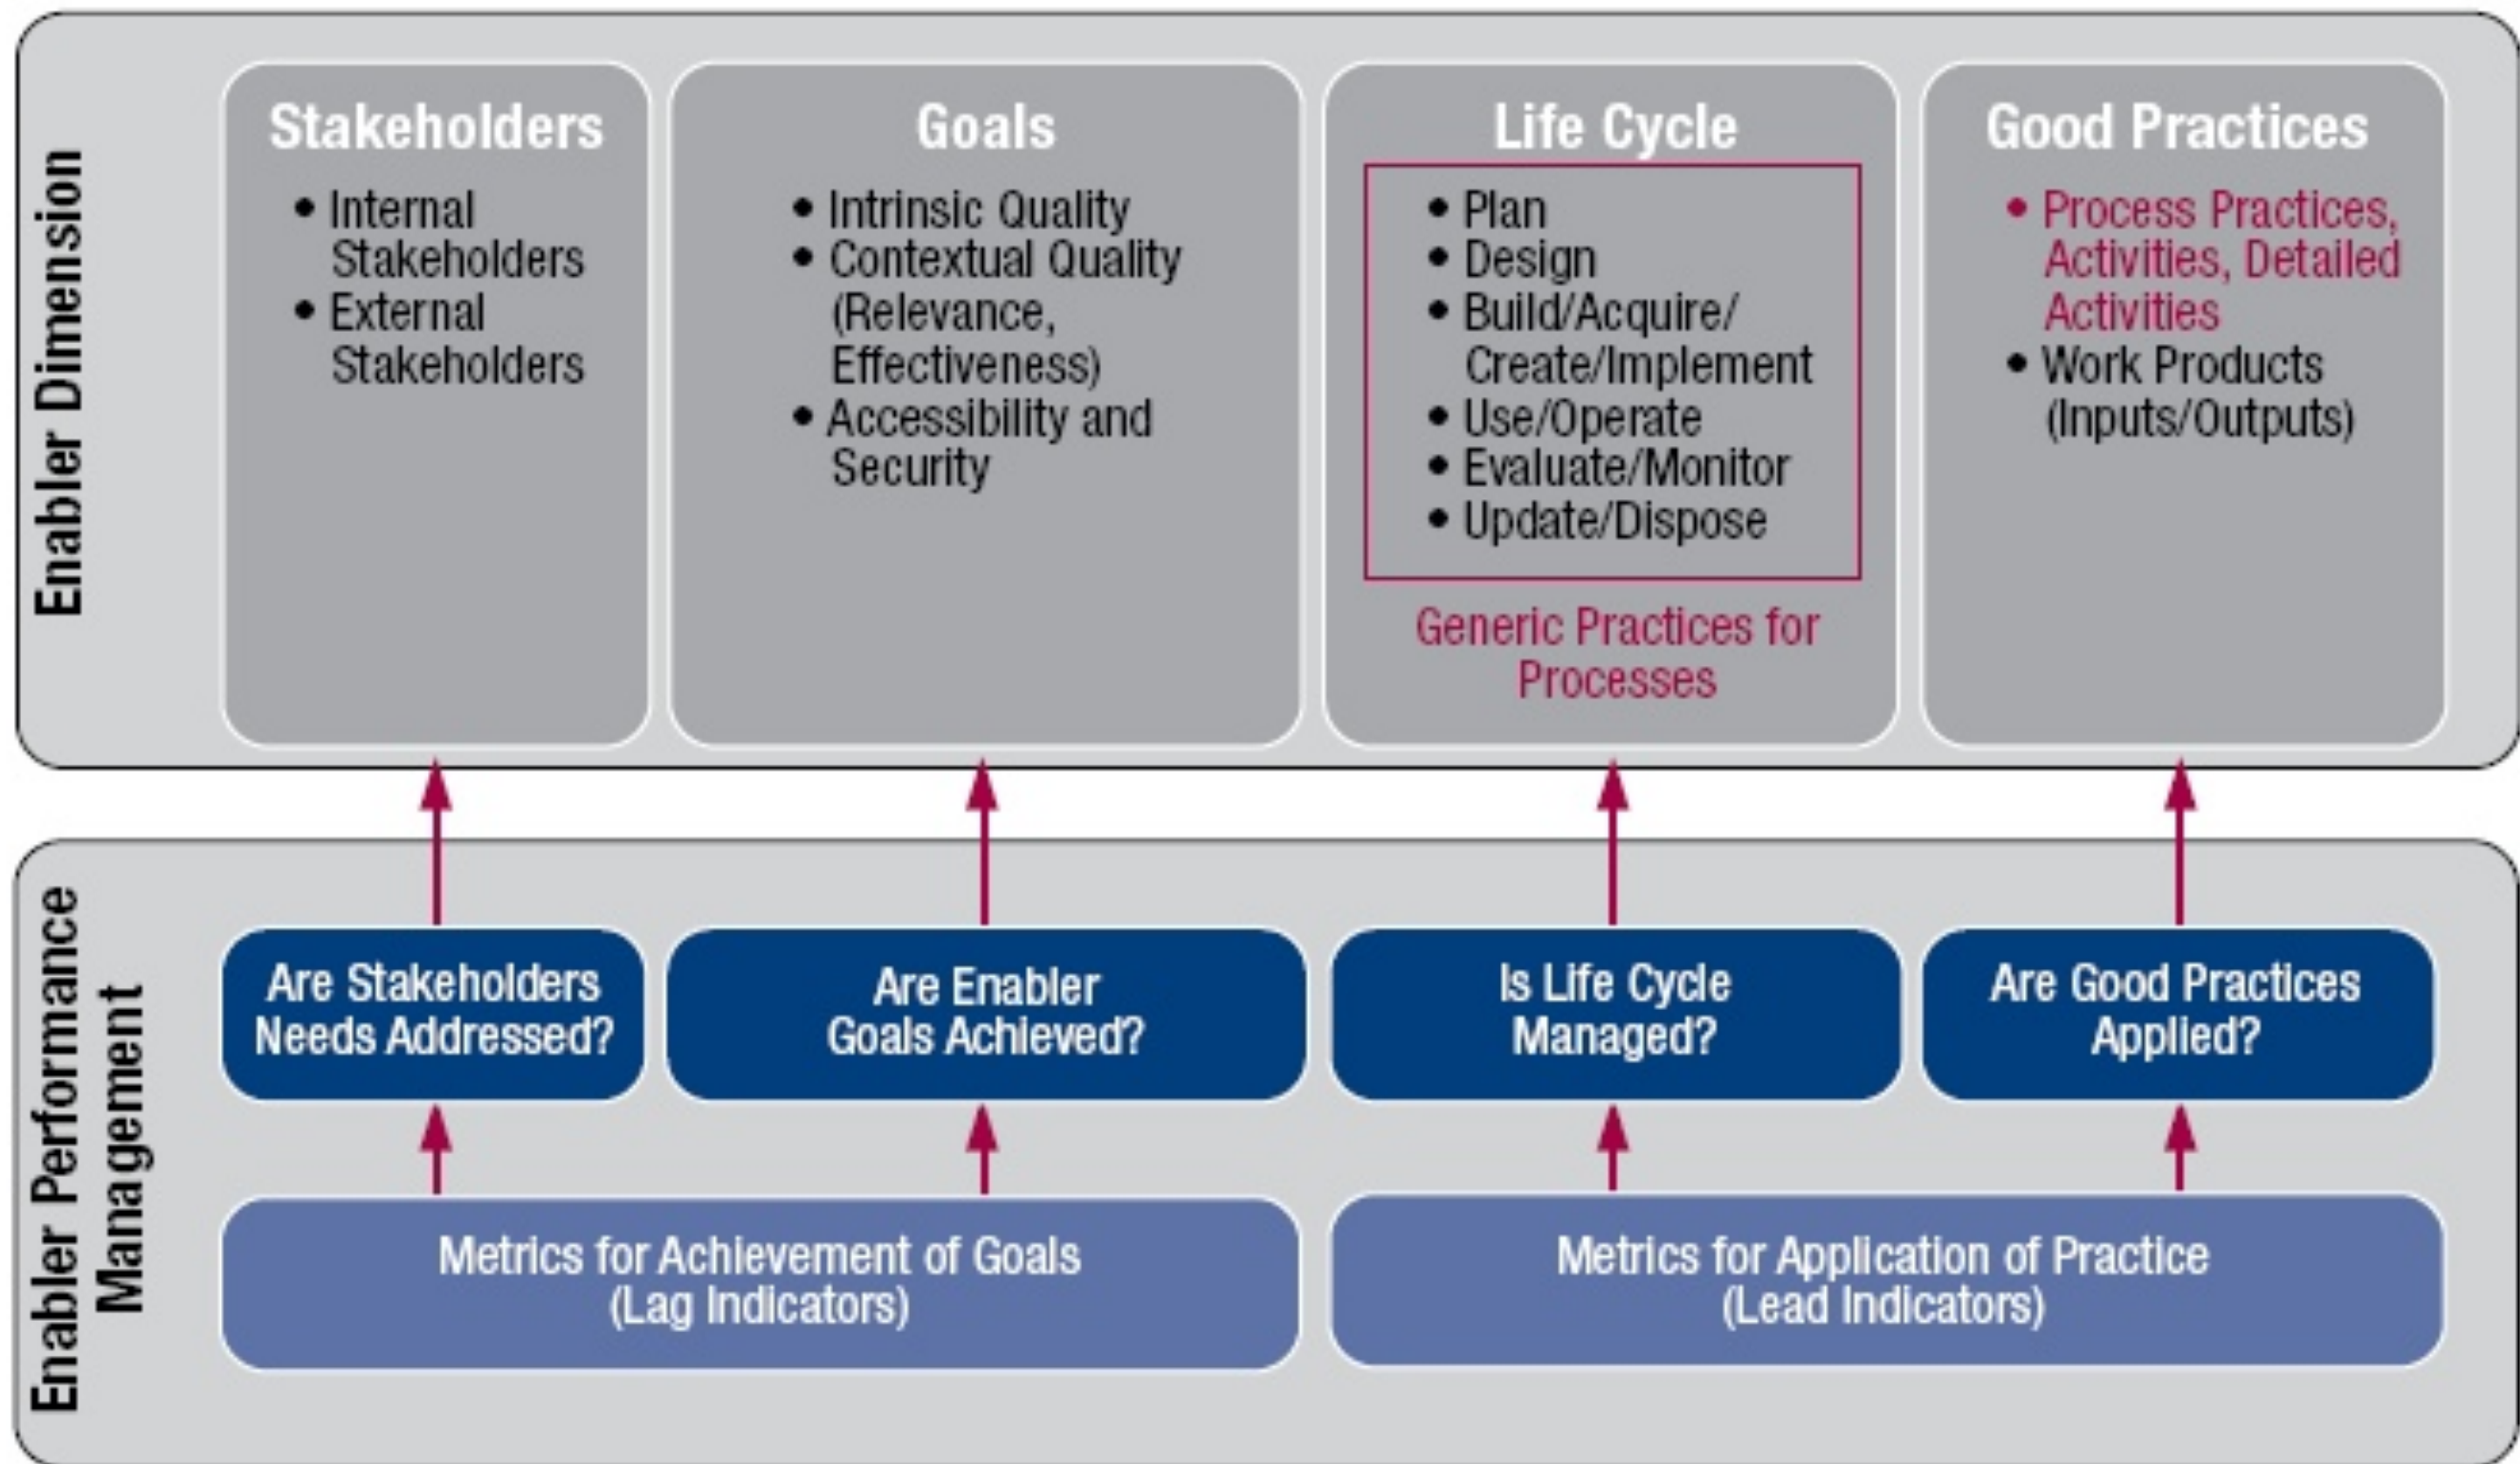 Enabler Dimension
Stakeholders
• Internal
Stakeholders
• External
Stakeholders
Goals
• Intrinsic Quality
• Contextual Quality
(Relevance,
Effectiveness)
• Accessibility and
Security
Life Cycle
• Plan
• Design
• Build/Acquire/
Create/Implement
• Use/Operate
• Evaluate/Monitor
• Update/Dispose
Generic Practices for
Processes
Good Practices
• Process Practices,
Activities, Detailed
Activities
• Work Products
(Inputs/Outputs)
Enabler Performance
Management
Are Stakeholders
Needs Addressed?
Are Enabler
Goals Achieved?
Is Life Cycle
Managed?
Are Good Practices
Applied?
Metrics for Achievement of Goals
(Lag Indicators)
Metrics for Application of Practice
(Lead Indicators)